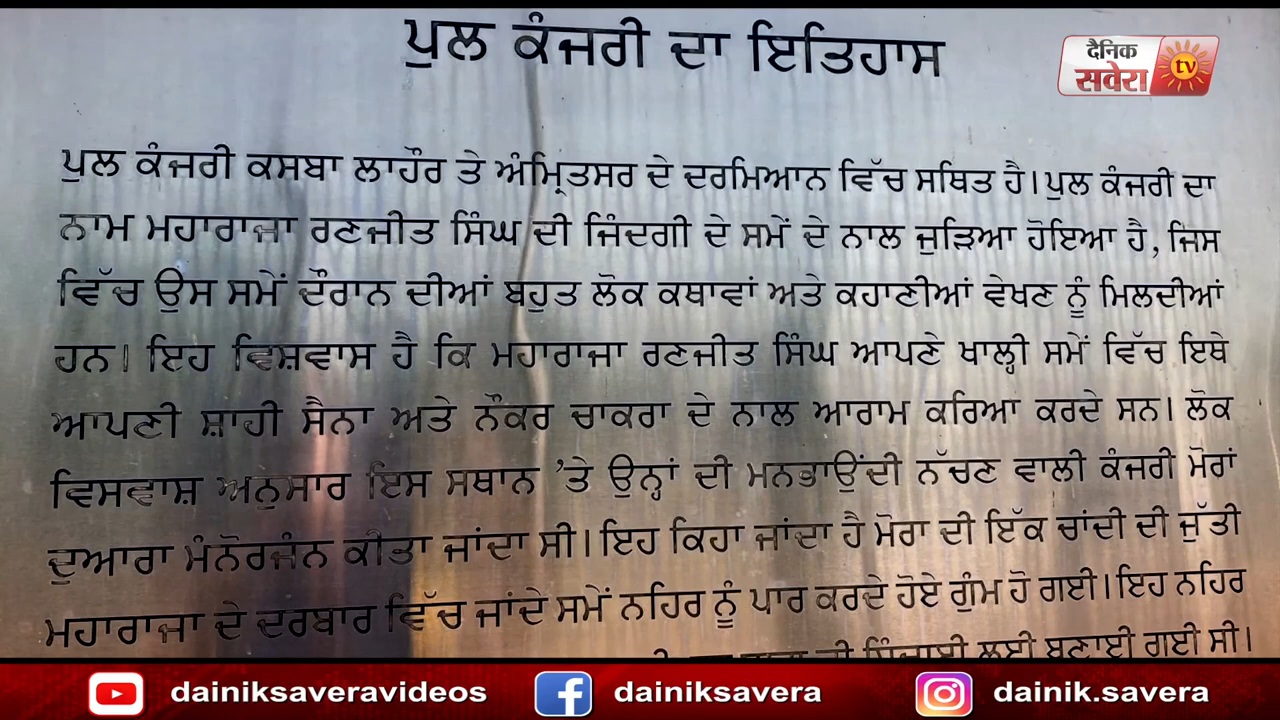 ਪੁਲ ਕੰਜਰੀ ਦਾ ਇਤਿਹਾਸ
दैनिक
सवेरा tv
ਪੁਲ ਕੰਜਰੀ ਕਸਬਾ ਲਾਹੌਰ ਤੇ ਅੰਮ੍ਰਿਤਸਰ ਦੇ ਦਰਮਿਆਨ ਵਿੱਚ ਸਥਿਤ ਹੈ। ਪੁਲ ਕੰਜਰੀ ਦਾ
ਨਾਮ ਮਹਾਰਾਜਾ ਰਣਜੀਤ ਸਿੰਘ ਦੀ ਜਿੰਦਗੀ ਦੇ ਸਮੇਂ ਦੇ ਨਾਲ ਜੁੜਿਆ ਹੋਇਆ ਹੈ, ਜਿਸ
ਵਿੱਚ ਉਸ ਸਮੇਂ ਦੌਰਾਨ ਦੀਆਂ ਬਹੁਤ ਲੋਕ ਕਥਾਵਾਂ ਅਤੇ ਕਹਾਣੀਆਂ ਵੇਖਣ ਨੂੰ ਮਿਲਦੀਆਂ
ਹਨ। ਇਹ ਵਿਸ਼ਵਾਸ ਹੈ ਕਿ ਮਹਾਰਾਜਾ ਰਣਜੀਤ ਸਿੰਘ ਆਪਣੇ ਖਾਲ੍ਹੀ ਸਮੇਂ ਵਿੱਚ ਇਥੇ
ਆਪਣੀ ਸ਼ਾਹੀ ਸੈਨਾ ਅਤੇ ਨੌਕਰ ਚਾਕਰਾ ਦੇ ਨਾਲ ਆਰਾਮ ਕਰਿਆ ਕਰਦੇ ਸਨ। ਲੋਕ
ਵਿਸਵਾਸ਼ ਅਨੁਸਾਰ ਇਸ ਸਥਾਨ 'ਤੇ ਉਨ੍ਹਾਂ ਦੀ ਮਨਭਾਉਂਦੀ ਨੱਚਣ ਵਾਲੀ ਕੰਜਰੀ ਮੋਰਾਂ
ਦੁਆਰਾ ਮੰਨੋਰਜੰਨ ਕੀਤਾ ਜਾਂਦਾ ਸੀ। ਇਹ ਕਿਹਾ ਜਾਂਦਾ ਹੈ ਮੋਰਾ ਦੀ ਇੱਕ ਚਾਂਦੀ ਦੀ ਜੁੱਤੀ
ਮਹਾਰਾਜਾ ਦੇ ਦਰਬਾਰ ਵਿੱਚ ਜਾਂਦੇ ਸਮੇਂ ਨਹਿਰ ਨੂੰ ਪਾਰ ਕਰਦੇ ਹੋਏ ਗੁੰਮ ਹੋ ਗਈ। ਇਹ ਨਹਿਰ
ਦੀ ਸਿੰਚਾਈ ਲਈ ਬਣਾਈ ਗਈ ਸੀ।
dainiksaveravideos dainiksavera dainik.savera